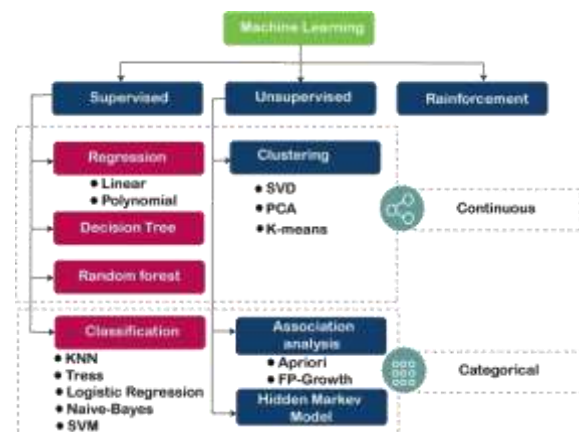 Machine Learning
Supervised
Unsupervised
Rainforcement
Regression
Linear
Polynomial
Decision Tree
Random forest
Clustering
SVD
PCA
K-means
Continuous
Classification
KNN
Tress
Logistic Regression
Naive-Bayes
SVM
Association
analysis
Apriori
FP-Growth
Hidden Markev
Model
Categorical